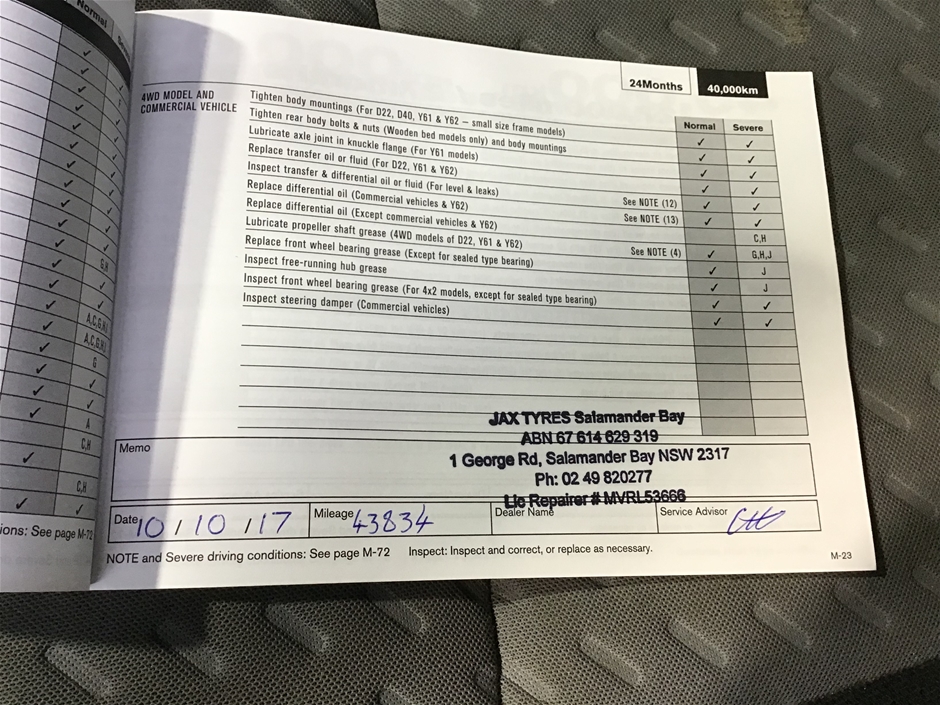 Normal
24Months 40,000km
4WD MODEL AND
COMMERCIAL VEHICLE
Normal Severe
Tighten body mountings (For D22, D40, Y61 & Y62 – small size frame models) ✓ ✓
Tighten rear body bolts & nuts (Wooden bed models only) and body mountings ✓ ✓
Lubricate axle joint in knuckle flange (For Y61 models) ✓ ✓
Replace transfer oil or fluid (For D22, Y61 & Y62) ✓ ✓
Inspect transfer & differential oil or fluid (For level & leaks) ✓ ✓
Replace differential oil (Commercial vehicles & Y62) See NOTE (12) ✓ ✓
Replace differential oil (Except commercial vehicles & Y62) See NOTE (13) C,H
Lubricate propeller shaft grease (4WD models of D22, Y61 & Y62) ✓ G,H,J
Replace front wheel bearing grease (Except for sealed type bearing) See NOTE (4) ✓ J
Inspect free-running hub grease ✓ J
Inspect front wheel bearing grease (For 4x2 models, except for sealed type bearing) ✓
Inspect steering damper (Commercial vehicles) ✓ ✓
JAX TYRES Salamander Bay
ABN 67 614 629 319
1 George Rd, Salamander Bay NSW 2317
Ph: 02 49 820277
Lic Repairer # MVRL53666
Memo
Date 10 / 10 / 17 Mileage 43834 Dealer Name Service Advisor
NOTE and Severe driving conditions: See page M-72 Inspect: Inspect and correct, or replace as necessary.
M-23
G,H
A,C,G,H,J
A,C,G,H,J
G
A
C,H
C,H
ions: See page M-72